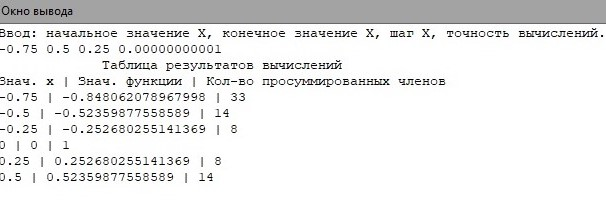 Окно вывода
Ввод: начальное значение X, конечное значение X, шаг X, точность вычислений.
-0.75 0.5 0.25 0.00000000001
Таблица результатов вычислений
Знач. x | Знач. функции | Кол-во просуммированных членов
-0.75 | -0.848062078967998 | 33
-0.5 | -0.52359877558589 | 14
-0.25 | -0.252680255141369 | 8
0 | 0 | 1
0.25 | 0.252680255141369 | 8
0.5 | 0.52359877558589 | 14